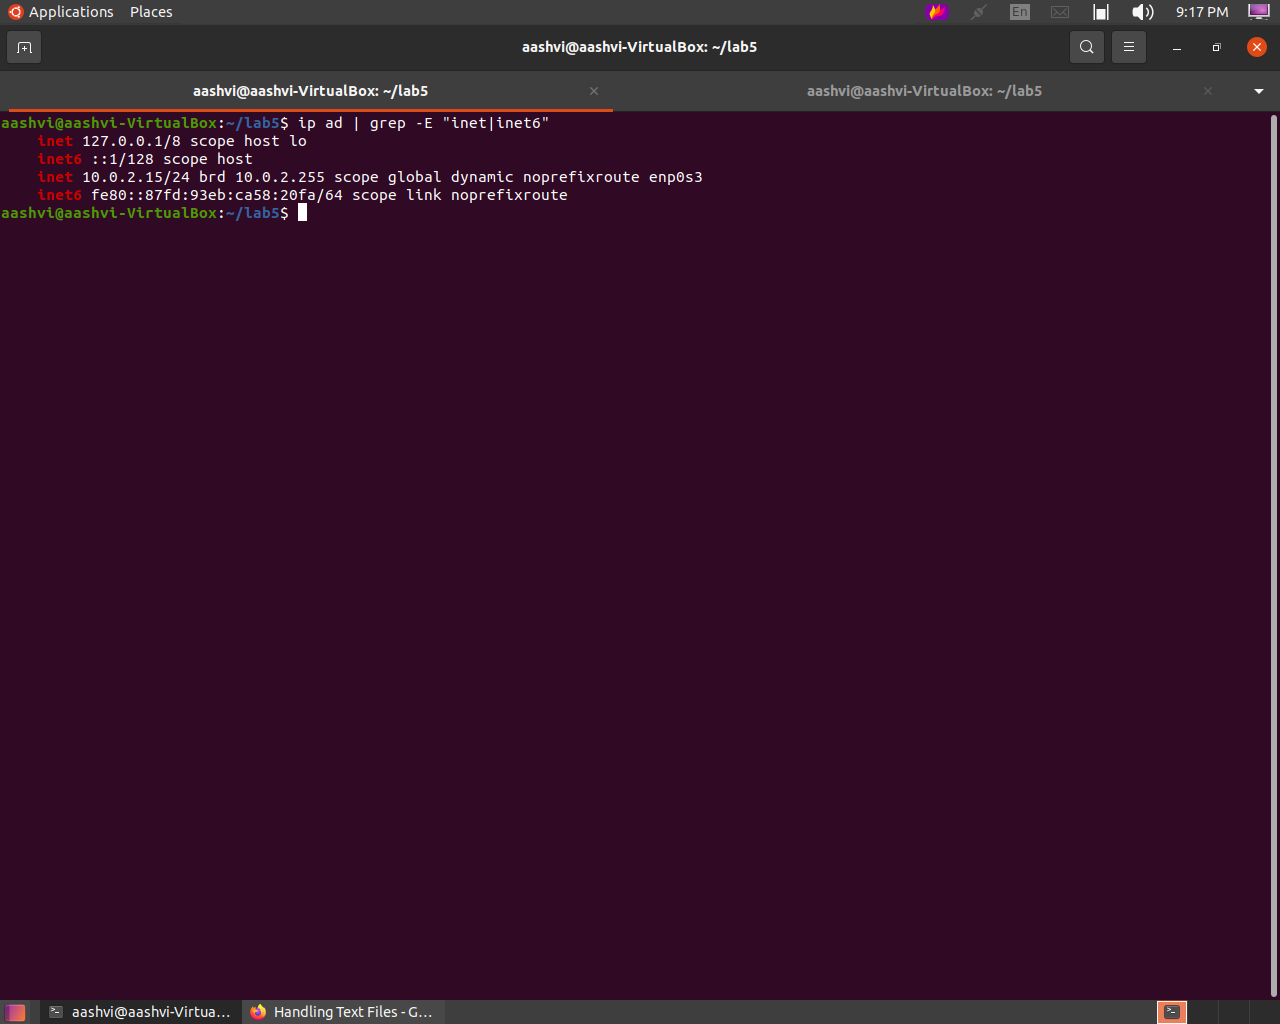 Applications Places En 9:17 PM
aashvi@aashvi-VirtualBox: ~/lab5
aashvi@aashvi-VirtualBox: ~/lab5 aashvi@aashvi-VirtualBox: ~/lab5
aashvi@aashvi-VirtualBox:~/lab5$ ip ad | grep -E "inet|inet6"
inet 127.0.0.1/8 scope host lo
inet6 ::1/128 scope host
inet 10.0.2.15/24 brd 10.0.2.255 scope global dynamic noprefixroute enp0s3
inet6 fe80::87fd:93eb:ca58:20fa/64 scope link noprefixroute
aashvi@aashvi-VirtualBox:~/lab5$
aashvi@aashvi-Virtua... Handling Text Files - G...